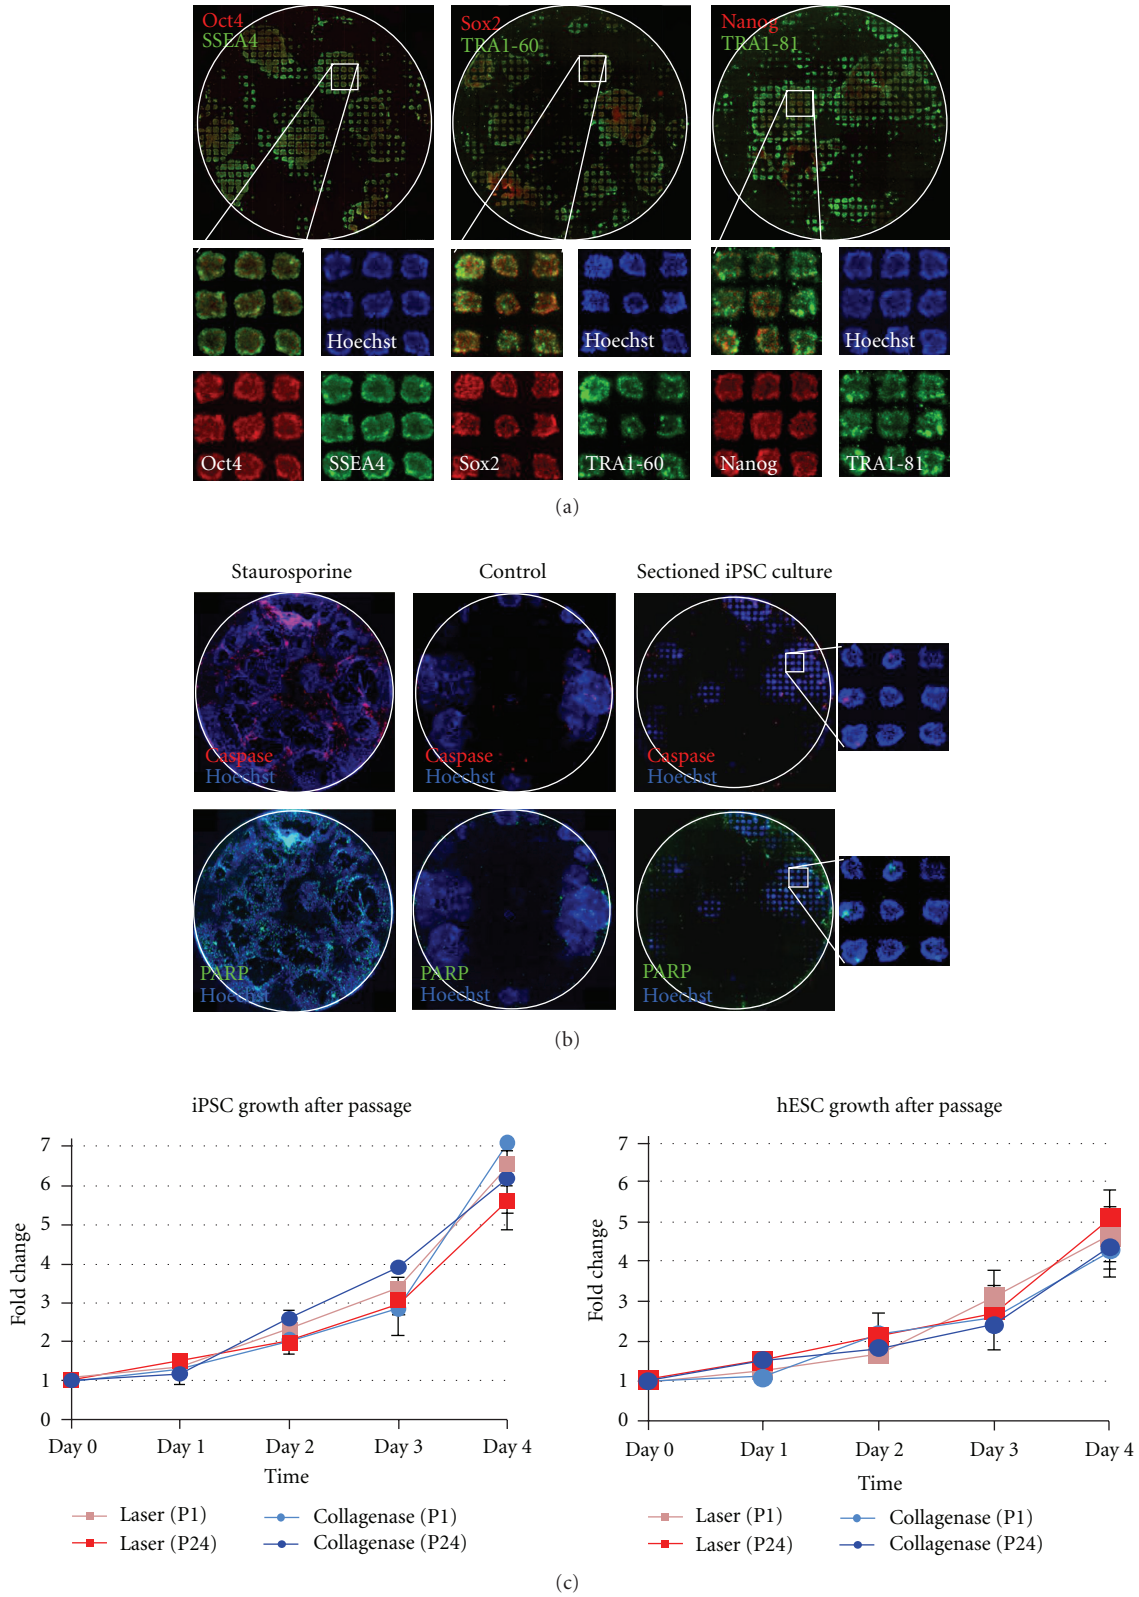 Oct4
SSEA4
Sox2
TRA1-60
Nanog
TRA1-81
Hoechst
Hoechst
Hoechst
Oct4
SSEA4
Sox2
TRA1-60
Nanog
TRA1-81
(a)
Staurosporine
Control
Sectioned iPSC culture
Caspase
Hoechst
Caspase
Hoechst
Caspase
Hoechst
PARP
Hoechst
PARP
Hoechst
PARP
Hoechst
(b)
iPSC growth after passage
7
6
5
4
3
2
1
0
Fold change
Day 0
Day 1
Day 2
Day 3
Day 4
Time
Laser (P1)
Laser (P24)
Collagenase (P1)
Collagenase (P24)
hESC growth after passage
7
6
5
4
3
2
1
0
Fold change
Day 0
Day 1
Day 2
Day 3
Day 4
Time
Laser (P1)
Laser (P24)
Collagenase (P1)
Collagenase (P24)
(c)